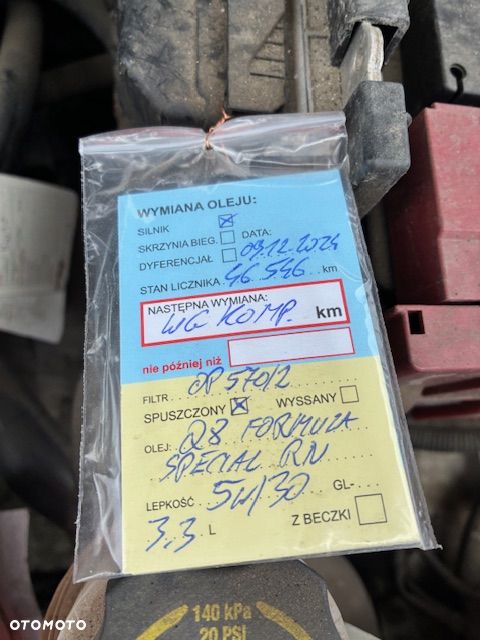 WYMIANA OLEJU:
SILNIK
SKRZYNIA BIEG. DATA:
DYFERENCJAŁ 09.12.2024
STAN LICZNIKA 46.546 km
NASTĘPNA WYMIANA:
WG KOMP. km
nie później niż
FILTR OP 570/2
SPUSZCZONY WYSSANY
OLEJ: Q8 FORMULA
SPECIAL RN
LEPKOŚĆ 5W/30 GL-
3.3 L Z BECZKI
140 kPa
20 PSI
OTOMOTO